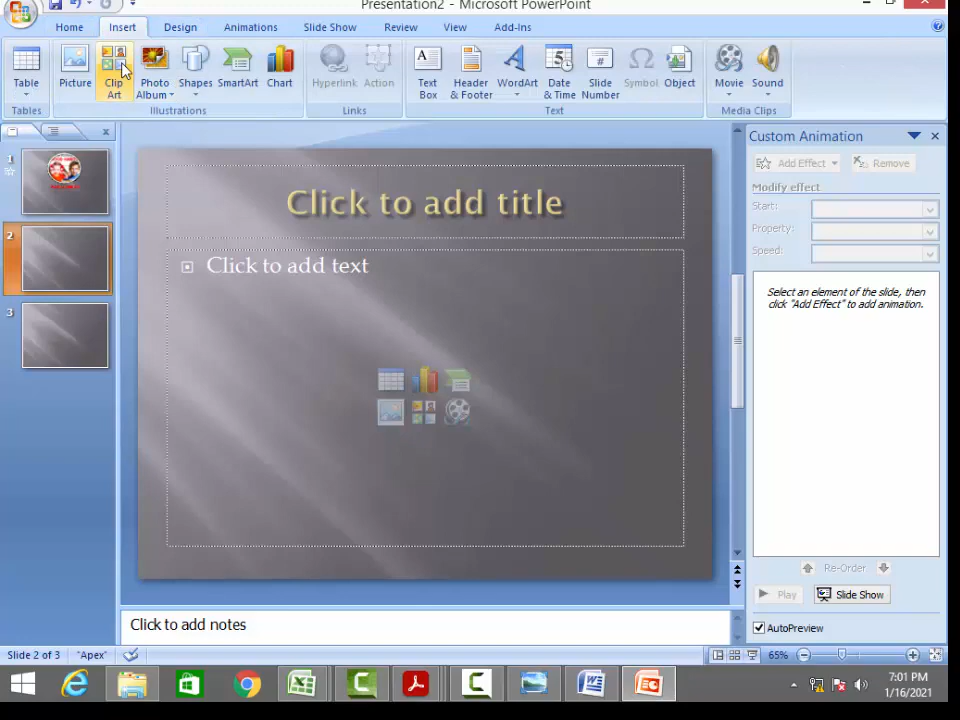 Presentation2 - Microsoft PowerPoint
Home Insert Design Animations Slide Show Review View Add-Ins
Table Picture Clip Art Photo Album Shapes SmartArt Chart Hyperlink Action Text Box Header & Footer WordArt Date & Time Slide Number Symbol Object Movie Sound
Tables Illustrations Links Text Media Clips
Custom Animation
Add Effect Remove
Modify effect
Start:
Property:
Speed:
Select an element of the slide, then
click "Add Effect" to add animation.
Re-Order
Play Slide Show
AutoPreview
1
2
3
Click to add title
Click to add text
Click to add notes
Slide 2 of 3 "Apex" 65%
7:01 PM
1/16/2021